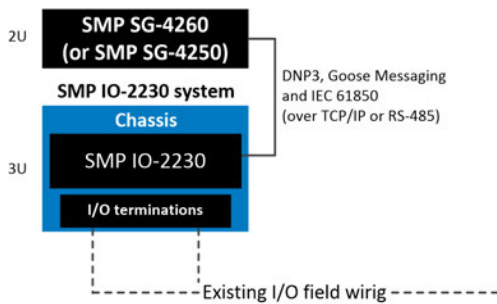 2U
SMP SG-4260
(or SMP SG-4250)
DNP3, Goose Messaging
and IEC 61850
(over TCP/IP or RS-485)
SMP IO-2230 system
Chassis
3U
SMP IO-2230
I/O terminations
Existing I/O field wirig